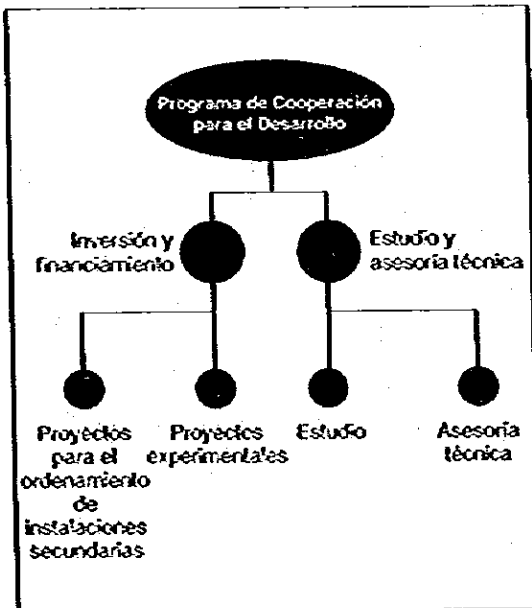 Programa de Cooperación
para el Desarrollo
Inversión y
financiamiento
Estudio y
asesoría técnica
Proyectos
para el
ordenamiento
de
instalaciones
secundarias
Proyectos
experimentales
Estudio
Asesoría
técnica